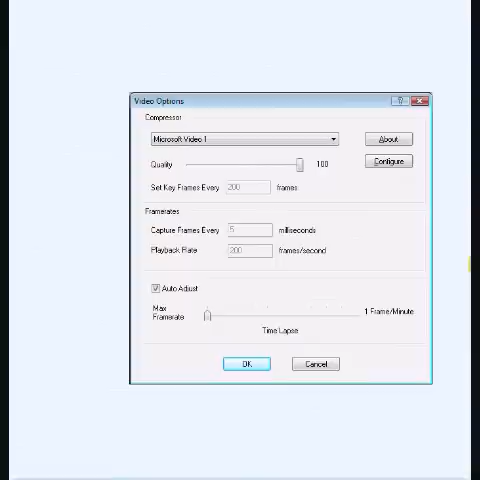 Video Options
Compressor
Microsoft Video 1
About
Quality
100
Configure
Set Key Frames Every
200
frames
Framerates
Capture Frames Every
5
milliseconds
Playback Rate
200
frames/second
Auto Adjust
Max
Framerate
1 Frame/Minute
Time Lapse
OK
Cancel